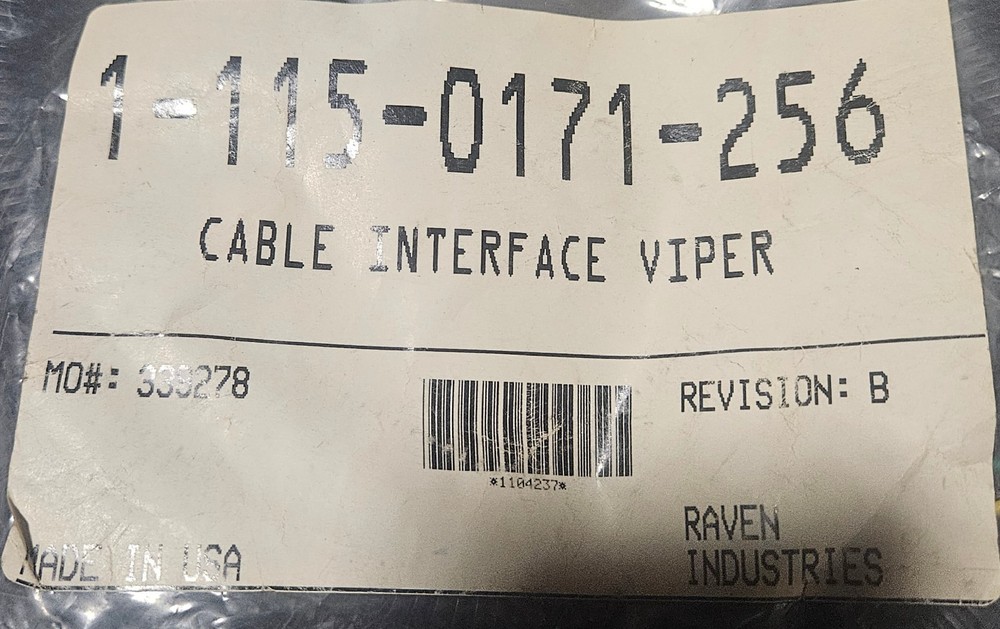 1-115-0171-256
CABLE INTERFACE VIPER
MO#: 339278
REVISION: B
*1104237*
RAVEN
INDUSTRIES
MADE IN USA